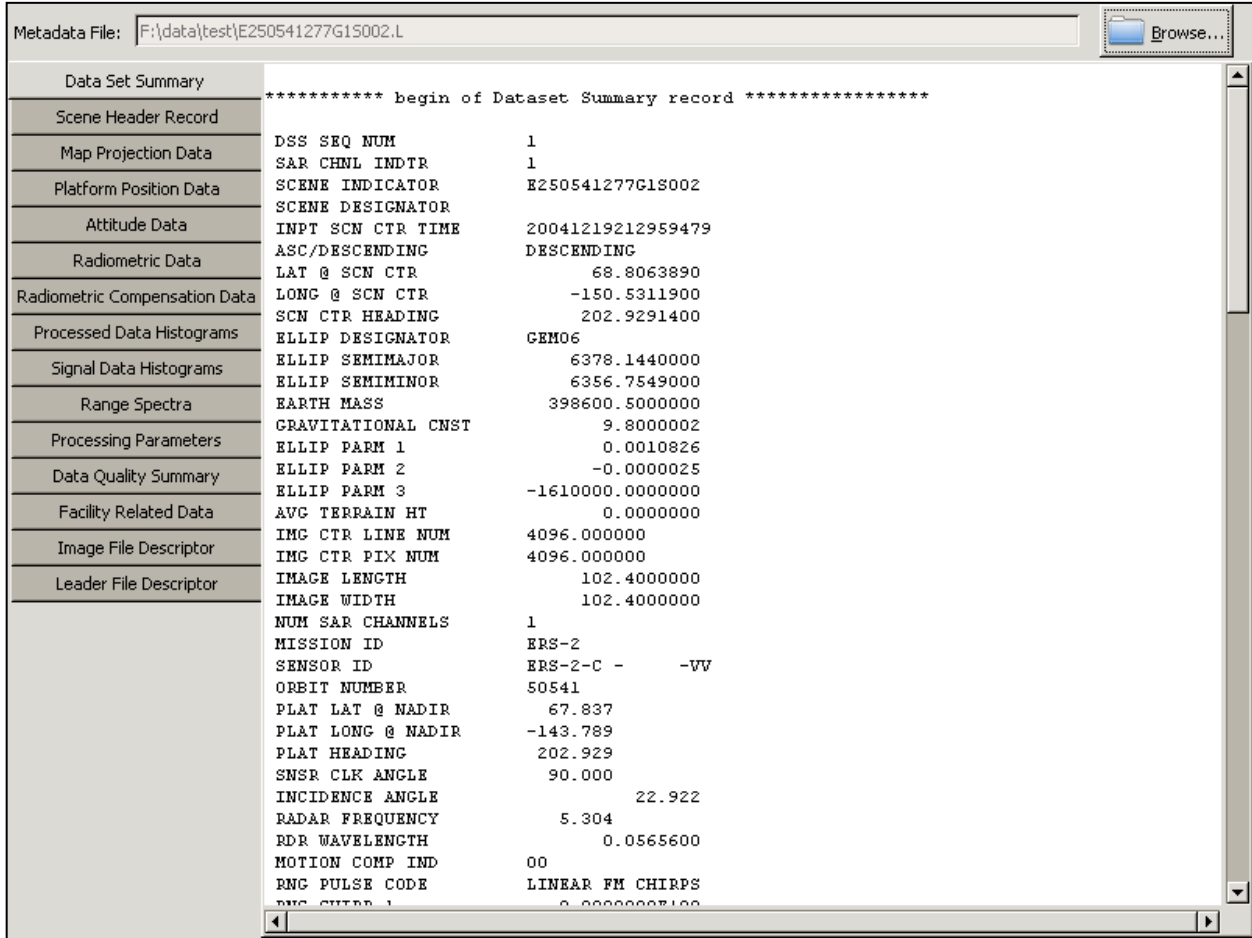 Metadata File: F:\data\test\E250541277G1S002.L Browse...
Data Set Summary
Scene Header Record
Map Projection Data
Platform Position Data
Attitude Data
Radiometric Data
Radiometric Compensation Data
Processed Data Histograms
Signal Data Histograms
Range Spectra
Processing Parameters
Data Quality Summary
Facility Related Data
Image File Descriptor
Leader File Descriptor
*********** begin of Dataset Summary record *****************
DSS SEQ NUM 1
SAR CHNL INDTR 1
SCENE INDICATOR E250541277G1S002
SCENE DESIGNATOR
INPT SCN CTR TIME 20041219212959479
ASC/DESCENDING DESCENDING
LAT @ SCN CTR 68.8063890
LONG @ SCN CTR -150.5311900
SCN CTR HEADING 202.9291400
ELLIP DESIGNATOR GEM06
ELLIP SEMIMAJOR 6378.1440000
ELLIP SEMIMINOR 6356.7549000
EARTH MASS 398600.5000000
GRAVITATIONAL CNST 9.8000002
ELLIP PARM 1 0.0010826
ELLIP PARM 2 -0.0000025
ELLIP PARM 3 -1610000.0000000
AVG TERRAIN HT 0.0000000
IMG CTR LINE NUM 4096.000000
IMG CTR PIX NUM 4096.000000
IMAGE LENGTH 102.4000000
IMAGE WIDTH 102.4000000
NUM SAR CHANNELS 1
MISSION ID ERS-2
SENSOR ID ERS-2-C - -VV
ORBIT NUMBER 50541
PLAT LAT @ NADIR 67.837
PLAT LONG @ NADIR -143.789
PLAT HEADING 202.929
SNSR CLK ANGLE 90.000
INCIDENCE ANGLE 22.922
RADAR FREQUENCY 5.304
RDR WAVELENGTH 0.0565600
MOTION COMP IND 00
RNG PULSE CODE LINEAR FM CHIRPS